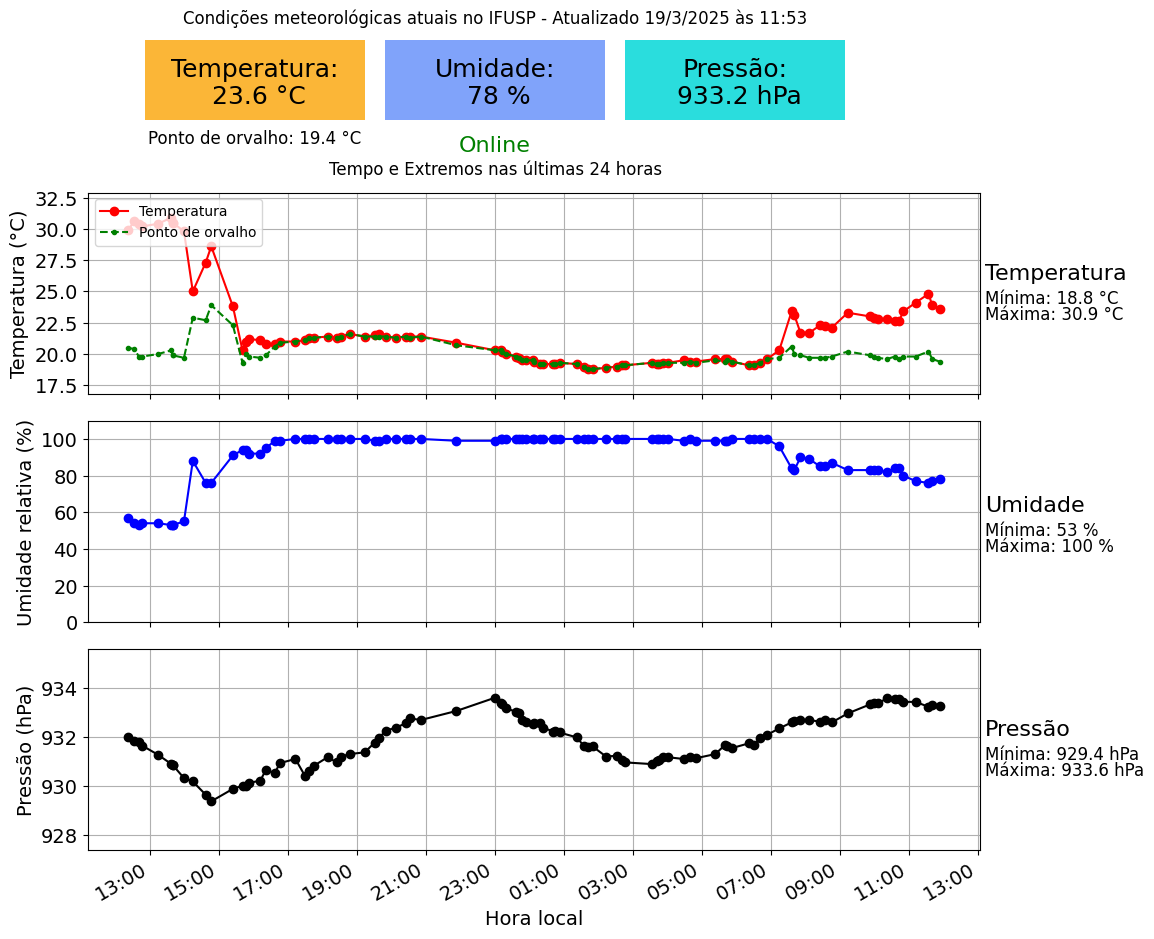 Condições meteorológicas atuais no IFUSP - Atualizado 19/3/2025 às 11:53
Temperatura:
23.6 °C
Umidade:
78 %
Pressão:
933.2 hPa
Ponto de orvalho: 19.4 °C
Online
Tempo e Extremos nas últimas 24 horas
Temperatura (°C)
32.5
30.0
27.5
25.0
22.5
20.0
17.5
Temperatura
Ponto de orvalho
Temperatura
Mínima: 18.8 °C
Máxima: 30.9 °C
Umidade relativa (%)
100
80
60
40
20
0
Umidade
Mínima: 53 %
Máxima: 100 %
Pressão (hPa)
934
932
930
928
Pressão
Mínima: 929.4 hPa
Máxima: 933.6 hPa
13:00 15:00 17:00 19:00 21:00 23:00 01:00 03:00 05:00 07:00 09:00 11:00 13:00
Hora local